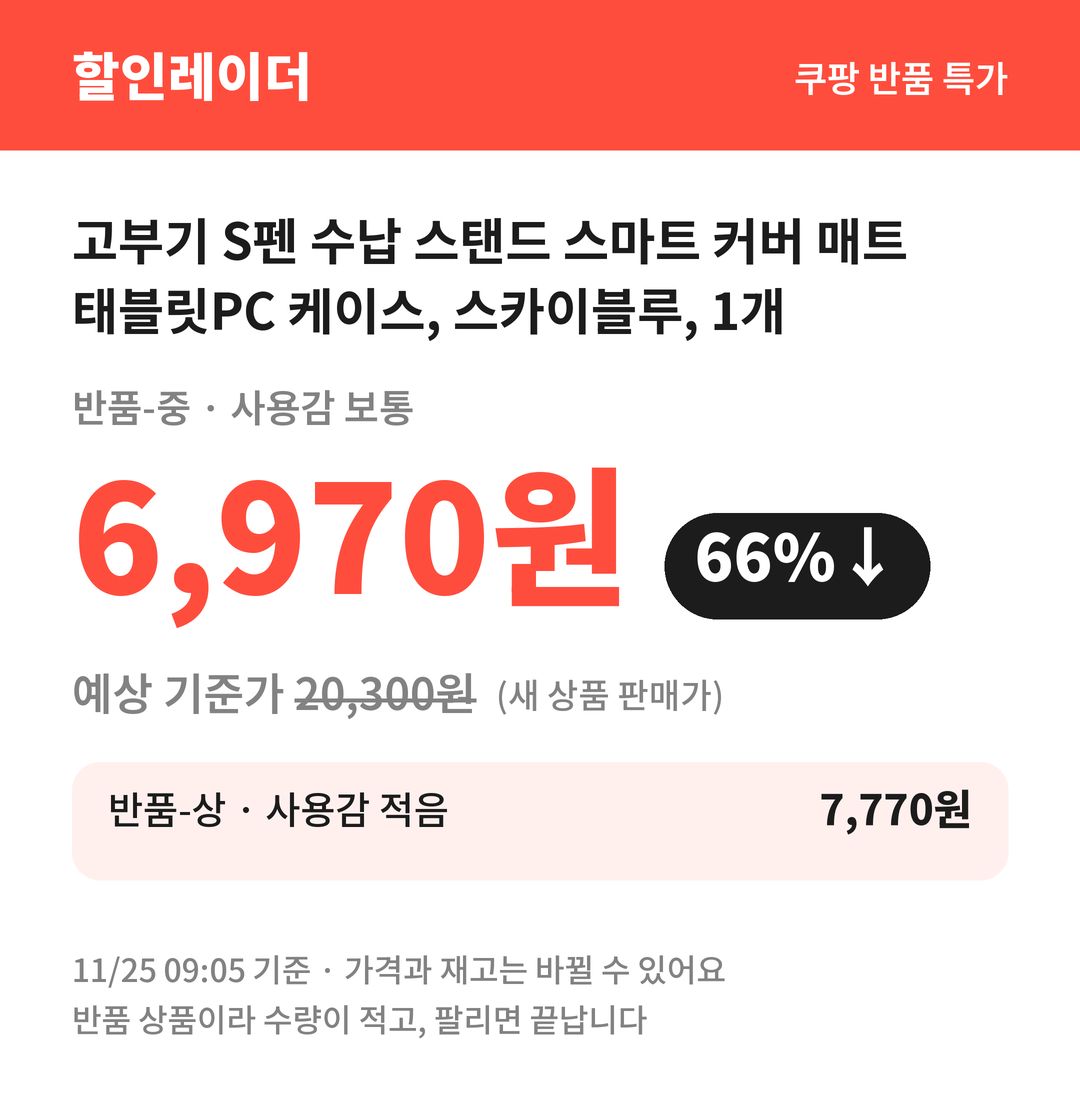 할인레이더
쿠팡 반품 특가
고부기 S펜 수납 스탠드 스마트 커버 매트
태블릿PC 케이스, 스카이블루, 1개
반품-중 · 사용감 보통
6,970원
66%↓
예상 기준가 20,300원 (새 상품 판매가)
반품-상 · 사용감 적음
7,770원
11/25 09:05 기준 · 가격과 재고는 바뀔 수 있어요
반품 상품이라 수량이 적고, 팔리면 끝납니다